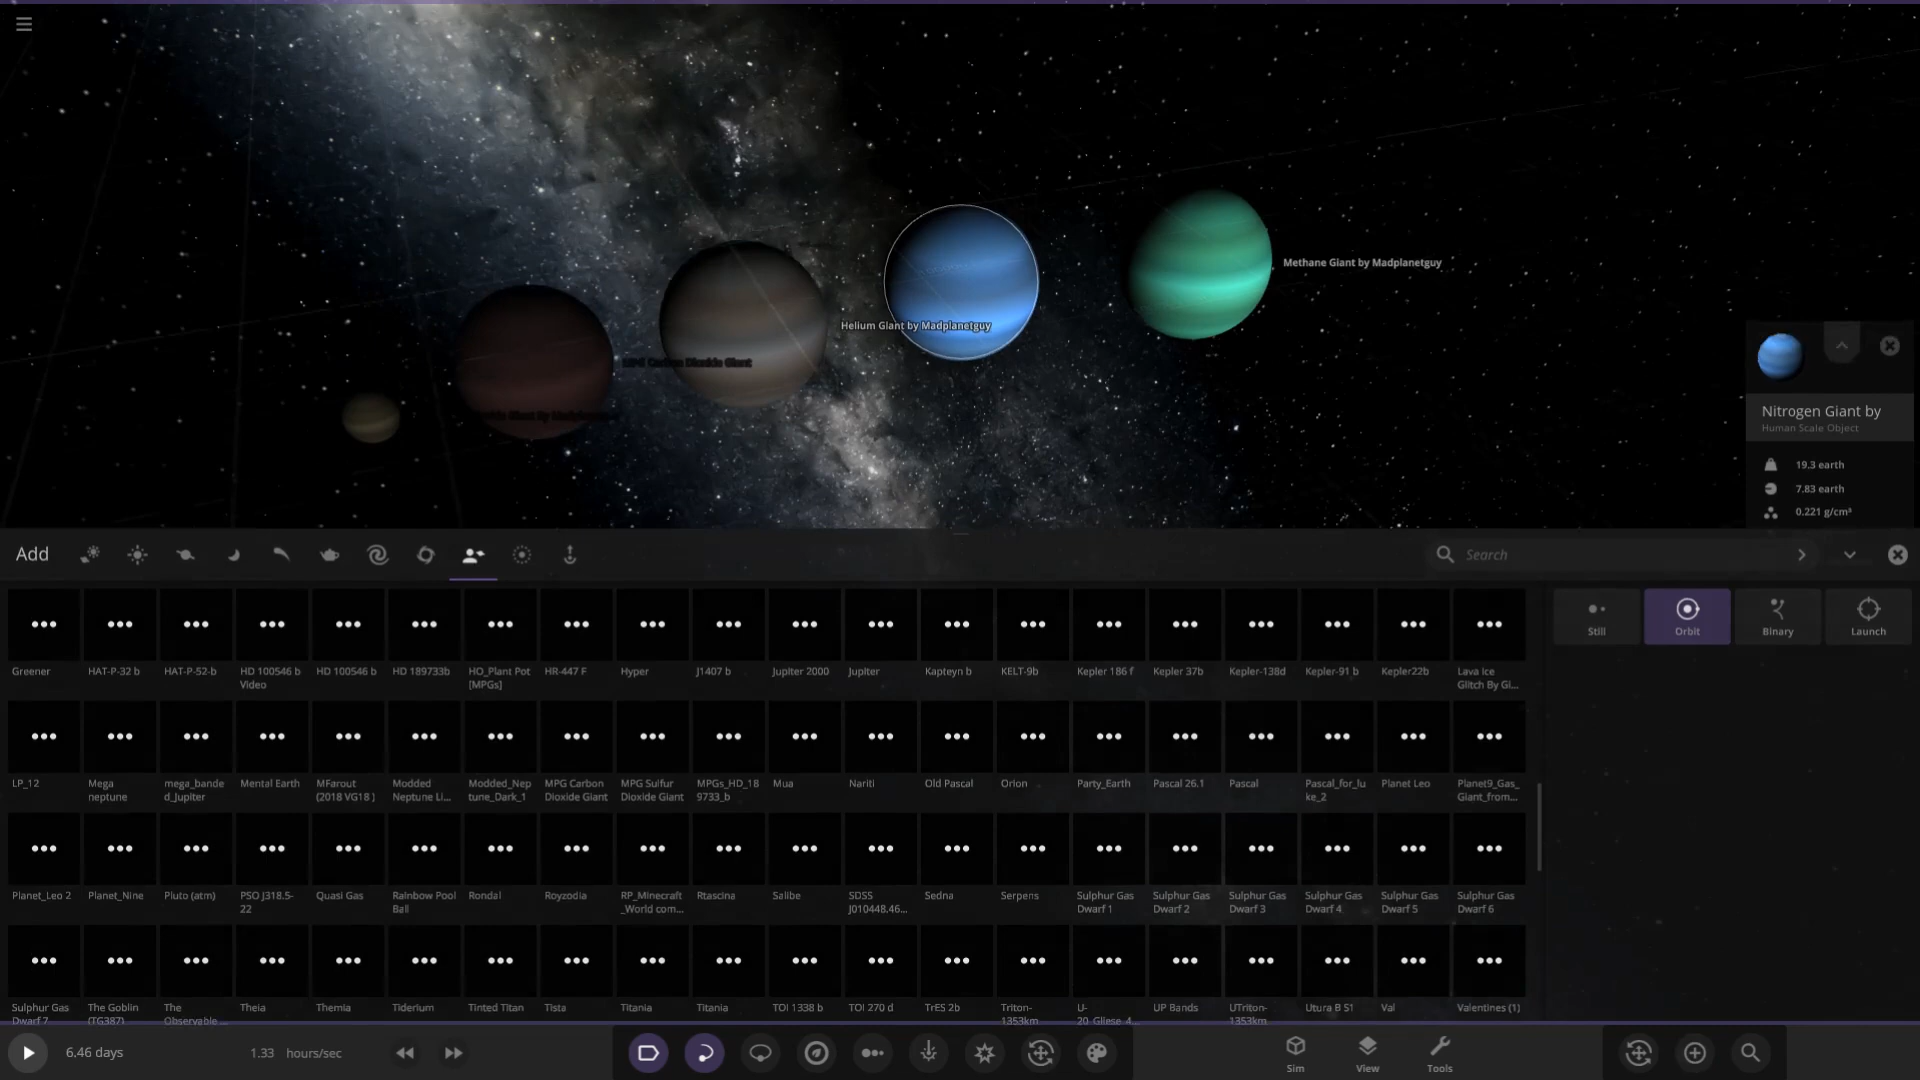 Methane Giant by Madplanetguy
Helium Giant by Madplanetguy
Carbon Dioxide Giant
Nitrogen Giant by
Human Scale Object
19.3 earth
7.83 earth
0.221 g/cm³
Add
Search
Still
Orbit
Binary
Launch
Greener
HAT-P-32 b
HAT-P-52-b
HD 100546 b
Video
HD 100546 b
HD 189733b
HO_Plant Pot
[MPGs]
HR-447 F
Hyper
J1407 b
Jupiter 2000
Jupiter
Kapteyn b
KELT-9b
Kepler 186 f
Kepler 37b
Kepler-138d
Kepler-91 b
Kepler22b
Lava Ice
Glitch By Gi...
LP_12
Mega
neptune
mega_bande
d_Jupiter
Mental Earth
MFarout
(2018 VG18 )
Modded
Neptune Li...
Modded_Nep
tune_Dark_1
MPG Carbon
Dioxide Giant
MPG Sulfur
Dioxide Giant
MPGs_HD_18
9733_b
Mua
Nariti
Old Pascal
Orion
Party_Earth
Pascal 26.1
Pascal
Pascal_for_lu
ke_2
Planet Leo
Planet9_Gas_
Giant_from...
Planet_Leo 2
Planet_Nine
Pluto (atm)
PSO J318.5-
22
Quasi Gas
Rainbow Pool
Ball
Rondal
Royzodia
RP_Minecraft
_World com...
Rtascina
Salibe
SDSS
J010448.46...
Sedna
Serpens
Sulphur Gas
Dwarf 1
Sulphur Gas
Dwarf 2
Sulphur Gas
Dwarf 3
Sulphur Gas
Dwarf 4
Sulphur Gas
Dwarf 5
Sulphur Gas
Dwarf 6
Sulphur Gas
Dwarf 7
The Goblin
(TG387)
The
Observable ...
Theia
Themia
Tiderium
Tinted Titan
Tista
Titania
Titania
TOI 1338 b
TOI 270 d
TrES 2b
Triton-
1353km
U-
20_Gliese_4...
UP Bands
UTriton-
1353km
Utura B S1
Val
Valentines (1)
6.46 days
1.33 hours/sec
Sim
View
Tools